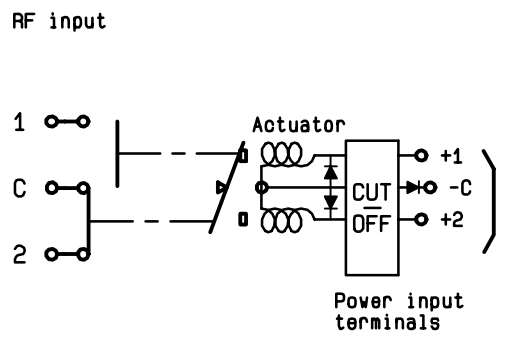 RF input
Actuator
1
+1
C
CUT
OFF
-C
+2
2
Power input
terminals